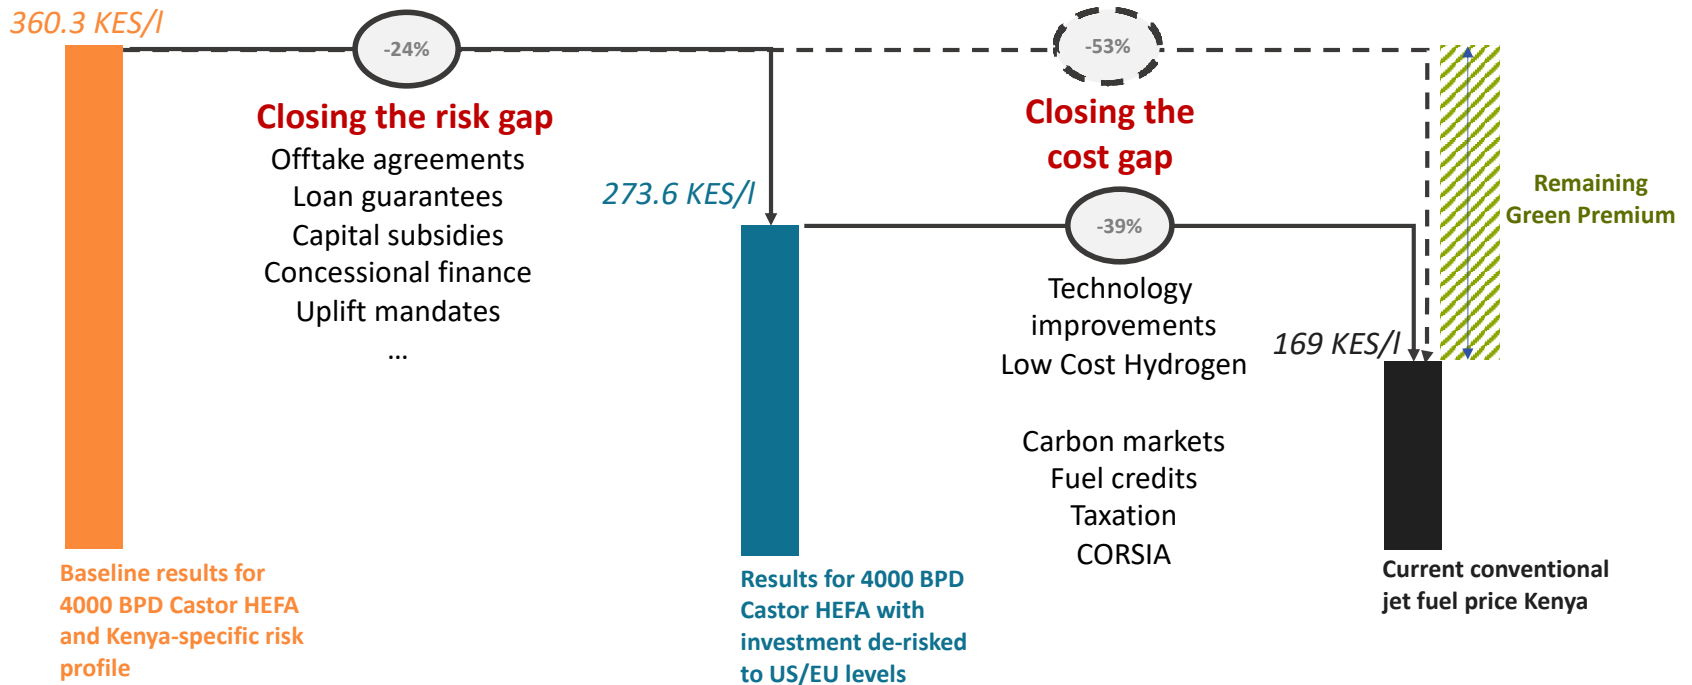 360.3 KES/l
-24%
Closing the risk gap
Offtake agreements
Loan guarantees
Capital subsidies
Concessional finance
Uplift mandates
...
273.6 KES/l
-53%
Closing the
cost gap
-39%
Technology
improvements
Low Cost Hydrogen
Carbon markets
Fuel credits
Taxation
CORSIA
169 KES/l
Remaining
Green Premium
Baseline results for
4000 BPD Castor HEFA
and Kenya-specific risk
profile
Results for 4000 BPD
Castor HEFA with
investment de-risked
to US/EU levels
Current conventional
jet fuel price Kenya